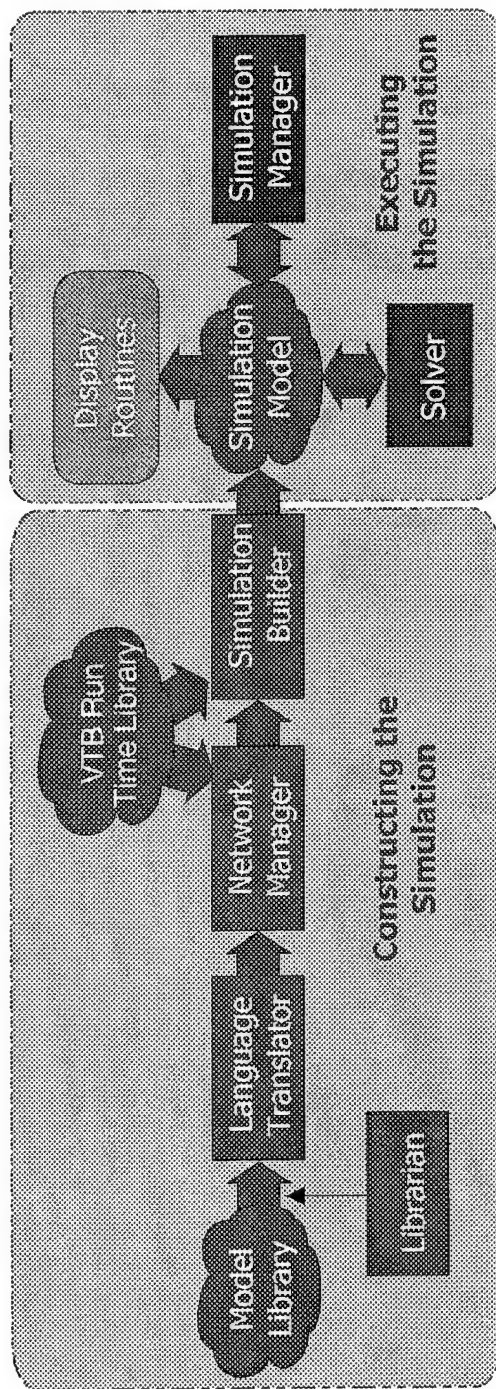 Model
Library
Librarian
Language
Translator
Network
Manager
VTB Run
Time Library
Simulation
Builder
Constructing the
Simulation
Simulation
Model
Display
Routines
Solver
Simulation
Manager
Executing
the Simulation